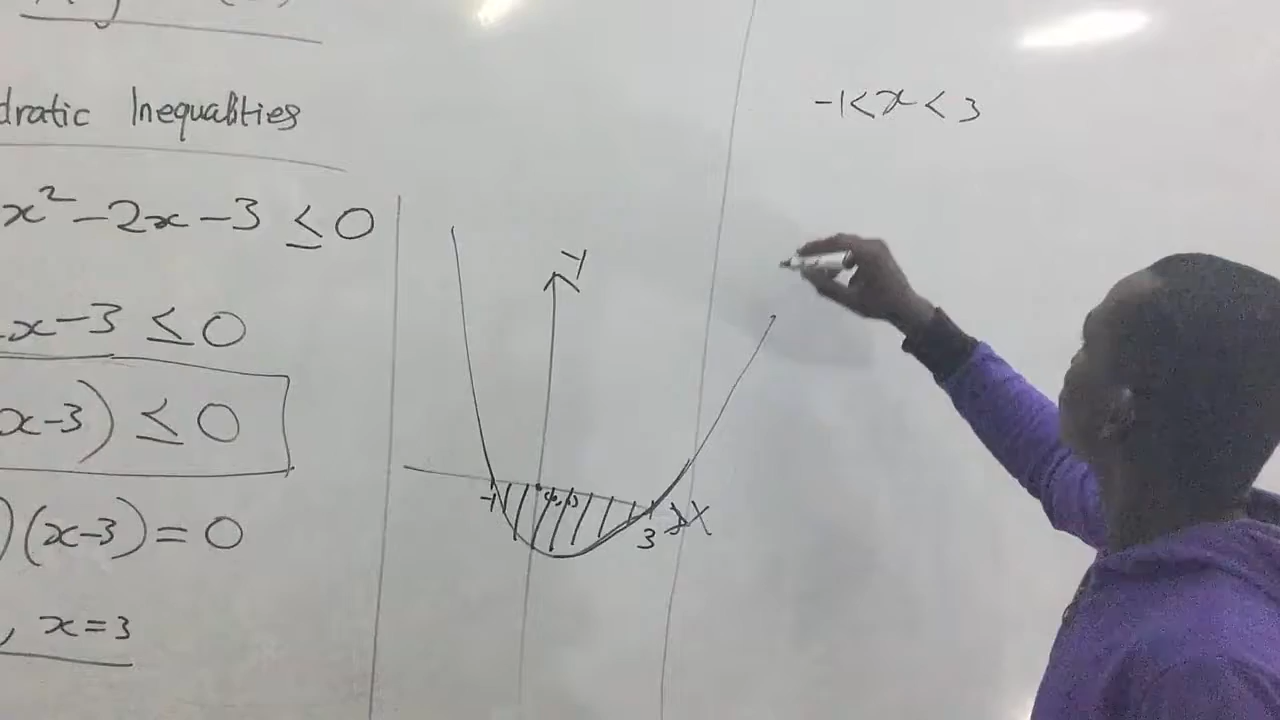 dratic Inequalities
x² - 2x - 3 ≤ 0
x - 3 ≤ 0
x - 3) ≤ 0
) (x - 3) = 0
, x = 3
Y
-1
3
X
-1 < x < 3